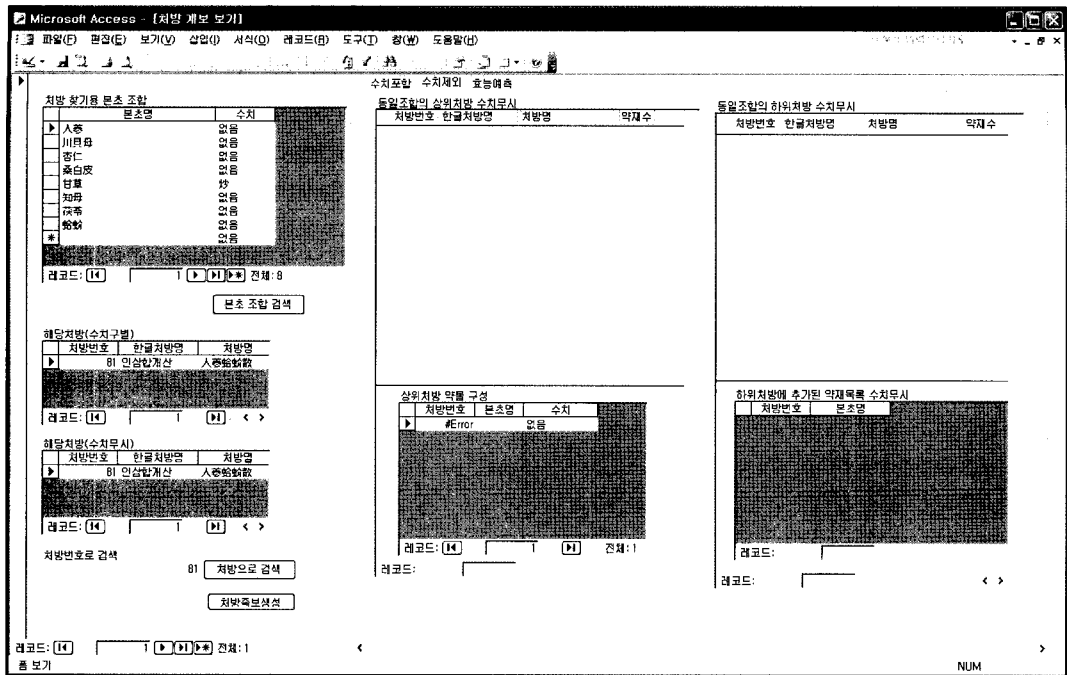 Microsoft Access - [처방 계보 보기]
파일(F) 편집(E) 보기(V) 삽입(I) 서식(O) 레코드(R) 도구(T) 창(W) 도움말(H)
수치포함 수치제외 효능예측
처방 찾기용 본초 조합
본초명 수치
人蔘 없음
川貝母 없음
杏仁 없음
桑白皮 없음
甘草 炒
知母 없음
茯苓 없음
蛤蚧 없음
* 없음
레코드: 1 전체: 8
본초 조합 검색
해당처방(수치구별)
처방번호 한글처방명 처방명
81 인삼합개산 人蔘蛤蚧散
레코드: 1
해당처방(수치무시)
처방번호 한글처방명 처방명
81 인삼합개산 人蔘蛤蚧散
레코드: 1
처방번호로 검색
81 처방으로 검색
처방족보생성
동일조합의 상위처방 수치무시
처방번호 한글처방명 처방명 약재수
상위처방 약물 구성
처방번호 본초명 수치
#Error 없음
레코드: 1 전체: 1
레코드:
동일조합의 하위처방 수치무시
처방번호 한글처방명 처방명 약재수
하위처방에 추가된 약재목록 수치무시
처방번호 본초명
레코드:
레코드:
레코드: 1 전체: 1
폼 보기 NUM